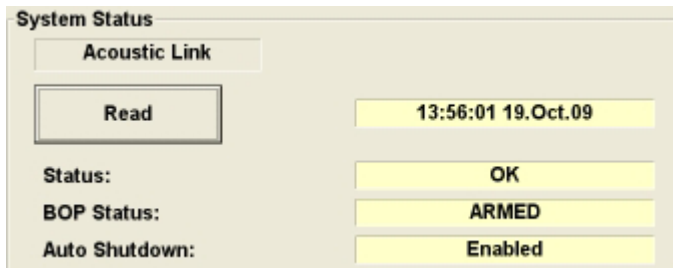 System Status
Acoustic Link
Read 13:56:01 19.Oct.09
Status: OK
BOP Status: ARMED
Auto Shutdown: Enabled